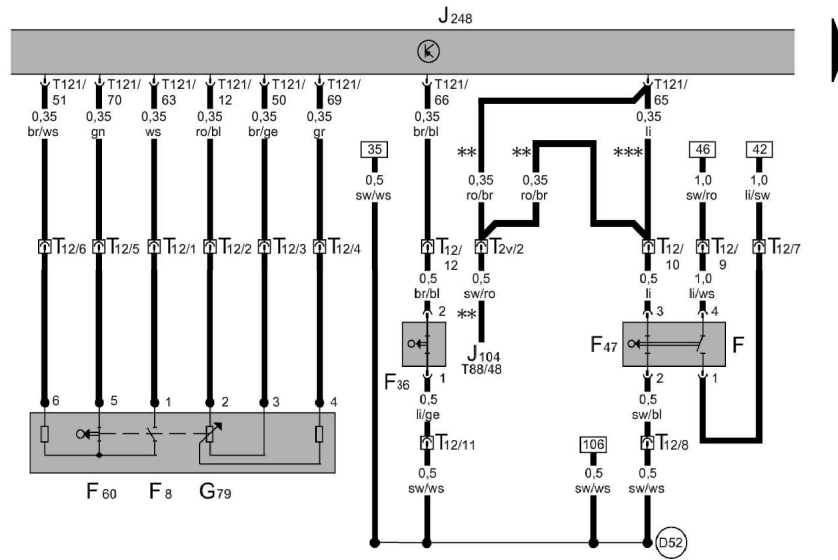 J248
T121/ T121/ T121/ T121/ T121/ T121/ T121/ T121/
51 70 63 12 50 69 66 65
0,35 0,35 0,35 0,35 0,35 0,35 0,35 0,35
br/ws gn ws ro/bl br/ge gr br/bl li
35 ** ** *** 46 42
0,5 0,35 0,35 1,0 1,0
sw/ws ro/br ro/br sw/ro li/sw
T12/6 T12/5 T12/1 T12/2 T12/3 T12/4 T12/ T2v/2 T12/ T12/ T12/7
12 10 9
0,5 0,5 0,5 1,0
br/bl sw/ro li li/ws
2 ** 3 4
J104
T88/48
F36 F47 F
1 2 1
6 5 1 2 3 4
0,5 0,5
li/ge sw/bl
T12/11 106 T12/8
0,5 0,5 0,5
sw/ws sw/ws sw/ws
F60 F8 G79
D52